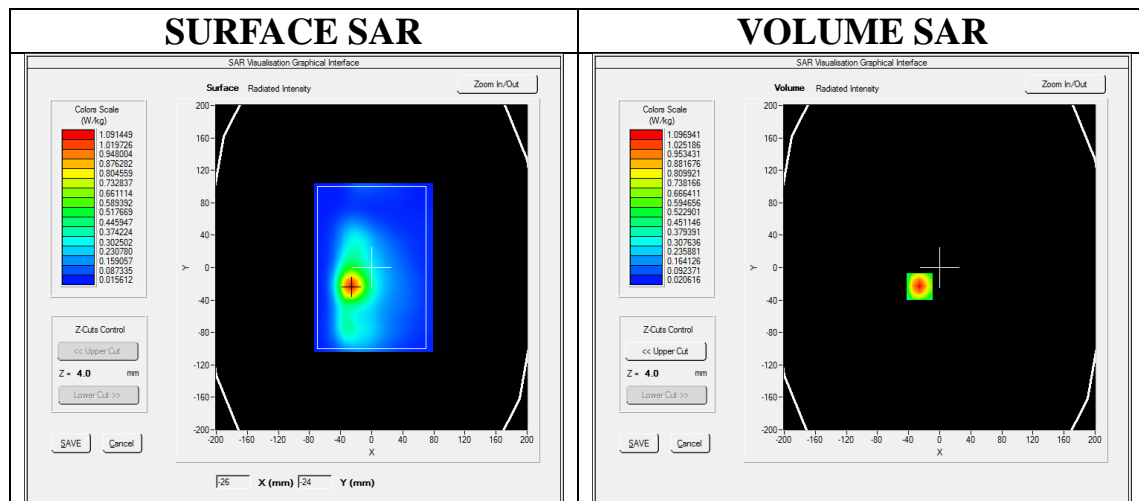 SURFACE SAR
VOLUME SAR
SAR Visualisation Graphical Interface
Surface Radiated Intensity
Zoom In/Out
Colors Scale
(W/kg)
1.091449
1.019726
0.948004
0.876282
0.804559
0.732837
0.661114
0.589392
0.517669
0.445947
0.374224
0.302502
0.230780
0.159057
0.087335
0.015612
Y
200
160
120
80
40
0
-40
-80
-120
-160
-200
-200 -160 -120 -80 -40 0 40 80 120 160 200
X
Z-Cuts Control
<< Upper Cut
Z = 4.0 mm
Lower Cut >>
SAVE Cancel
-26 X (mm) -24 Y (mm)
SAR Visualisation Graphical Interface
Volume Radiated Intensity
Zoom In/Out
Colors Scale
(W/kg)
1.096941
1.025186
0.953431
0.881676
0.809921
0.738166
0.666411
0.594656
0.522901
0.451146
0.379391
0.307636
0.235881
0.164126
0.092371
0.020616
Y
200
160
120
80
40
0
-40
-80
-120
-160
-200
-200 -160 -120 -80 -40 0 40 80 120 160 200
X
Z-Cuts Control
<< Upper Cut
Z = 4.0 mm
Lower Cut >>
SAVE Cancel